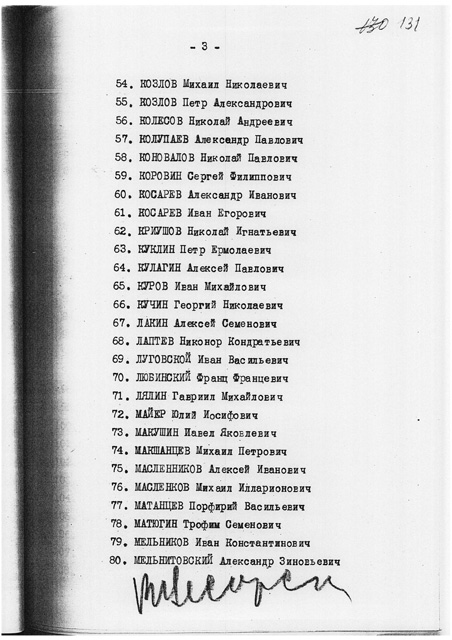 130 131
- 3 -
54. КОЗЛОВ Михаил Николаевич
55. КОЗЛОВ Петр Александрович
56. КОЛЕСОВ Николай Андреевич
57. КОЛУПАЕВ Александр Павлович
58. КОНОВАЛОВ Николай Павлович
59. КОРОВИН Сергей Филиппович
60. КОСАРЕВ Александр Иванович
61. КОСАРЕВ Иван Егорович
62. КРИУШОВ Николай Игнатьевич
63. КУКЛИН Петр Ермолаевич
64. КУЛАГИН Алексей Павлович
65. КУРОВ Иван Михайлович
66. КУЧИН Георгий Николаевич
67. ЛАКИН Алексей Семенович
68. ЛАПТЕВ Никонор Кондратьевич
69. ЛУГОВСКОЙ Иван Васильевич
70. ЛЮБИНСКИЙ Франц Францевич
71. ЛЯЛИН Гавриил Михайлович
72. МАЙЕР Юлий Иосифович
73. МАКУШИН Иавел Яковлевич
74. МАКШАНЦЕВ Михаил Петрович
75. МАСЛЕННИКОВ Алексей Иванович
76. МАСЛЕНКОВ Михаил Илларионович
77. МАТАНЦЕВ Порфирий Васильевич
78. МАТЮГИН Трофим Семенович
79. МЕЛЬНИКОВ Иван Константинович
80. МЕЛЬНИТОВСКИЙ Александр Зиновьевич